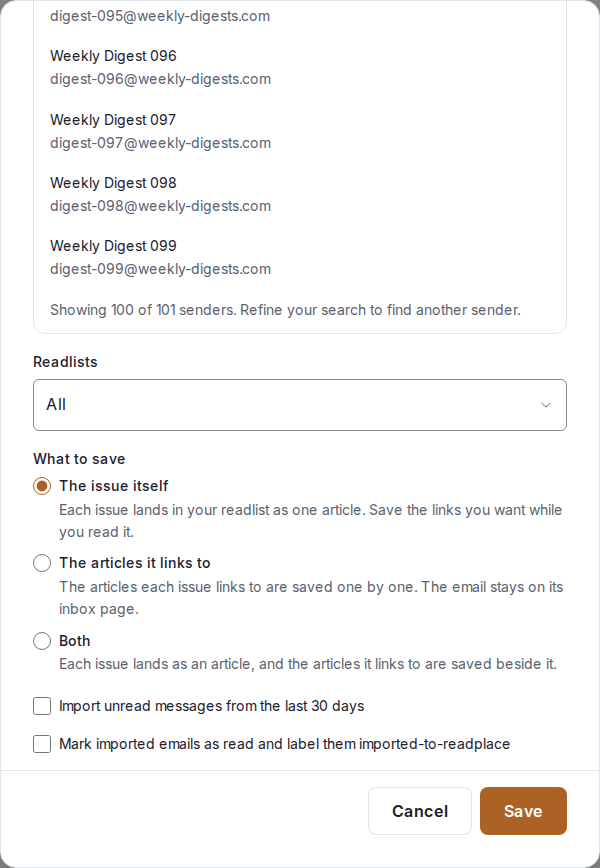 digest-095@weekly-digests.com
Weekly Digest 096
digest-096@weekly-digests.com
Weekly Digest 097
digest-097@weekly-digests.com
Weekly Digest 098
digest-098@weekly-digests.com
Weekly Digest 099
digest-099@weekly-digests.com
Showing 100 of 101 senders. Refine your search to find another sender.
Readlists
All
What to save
The issue itself
Each issue lands in your readlist as one article. Save the links you want while
you read it.
The articles it links to
The articles each issue links to are saved one by one. The email stays on its
inbox page.
Both
Each issue lands as an article, and the articles it links to are saved beside it.
Import unread messages from the last 30 days
Mark imported emails as read and label them imported-to-readplace
Cancel
Save